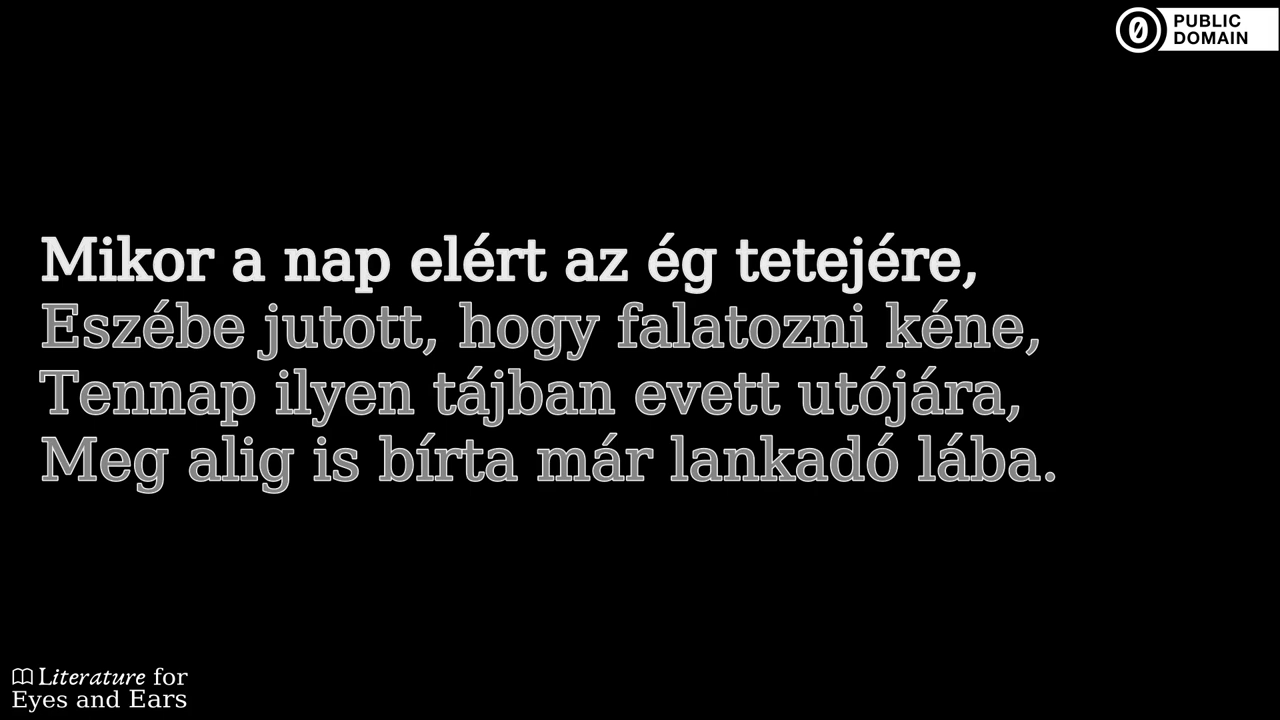 PUBLIC
DOMAIN
Mikor a nap elért az ég tetejére,
Eszébe jutott, hogy falatozni kéne,
Tennap ilyen tájban evett utójára,
Meg alig is bírta már lankadó lába.
Literature for
Eyes and Ears